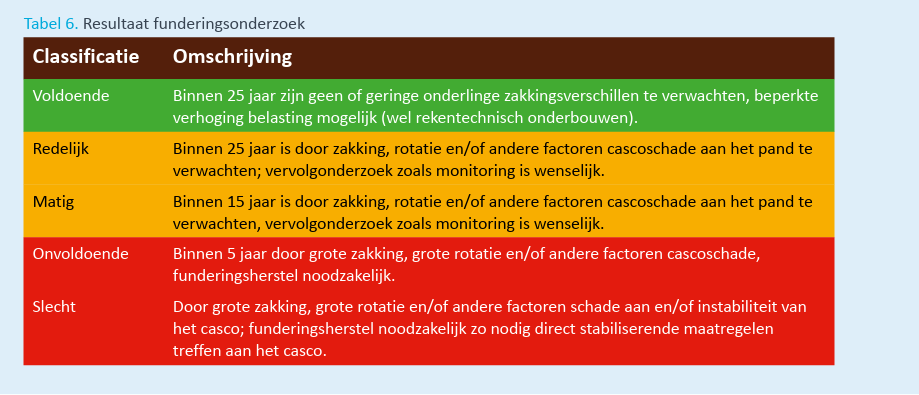 Tabel 6. Resultaat funderingsonderzoek
Classificatie Omschrijving
Voldoende Binnen 25 jaar zijn geen of geringe onderlinge zakkingsverschillen te verwachten, beperkte
verhoging belasting mogelijk (wel rekentechnisch onderbouwen).
Redelijk Binnen 25 jaar is door zakking, rotatie en/of andere factoren cascoschade aan het pand te
verwachten; vervolgonderzoek zoals monitoring is wenselijk.
Matig Binnen 15 jaar is door zakking, rotatie en/of andere factoren cascoschade aan het pand te
verwachten, vervolgonderzoek zoals monitoring is wenselijk.
Onvoldoende Binnen 5 jaar door grote zakking, grote rotatie en/of andere factoren cascoschade,
funderingsherstel noodzakelijk.
Slecht Door grote zakking, grote rotatie en/of andere factoren schade aan en/of instabiliteit van
het casco; funderingsherstel noodzakelijk zo nodig direct stabiliserende maatregelen
treffen aan het casco.